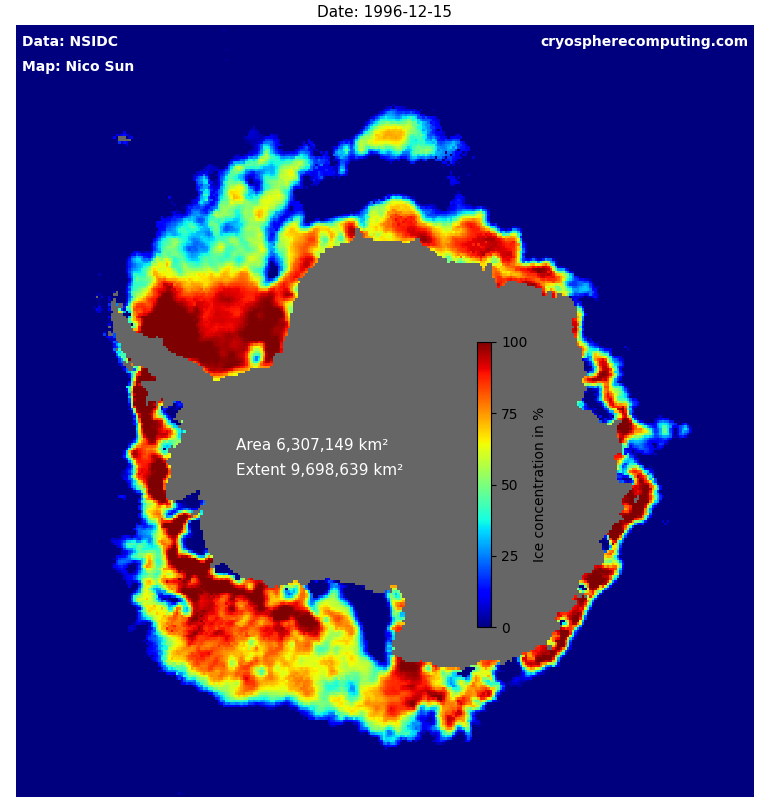 Date: 1996-12-15
Data: NSIDC
cryospherecomputing.com
Map: Nico Sun
100
75
50
25
0
Ice concentration in %
Area 6,307,149 km²
Extent 9,698,639 km²